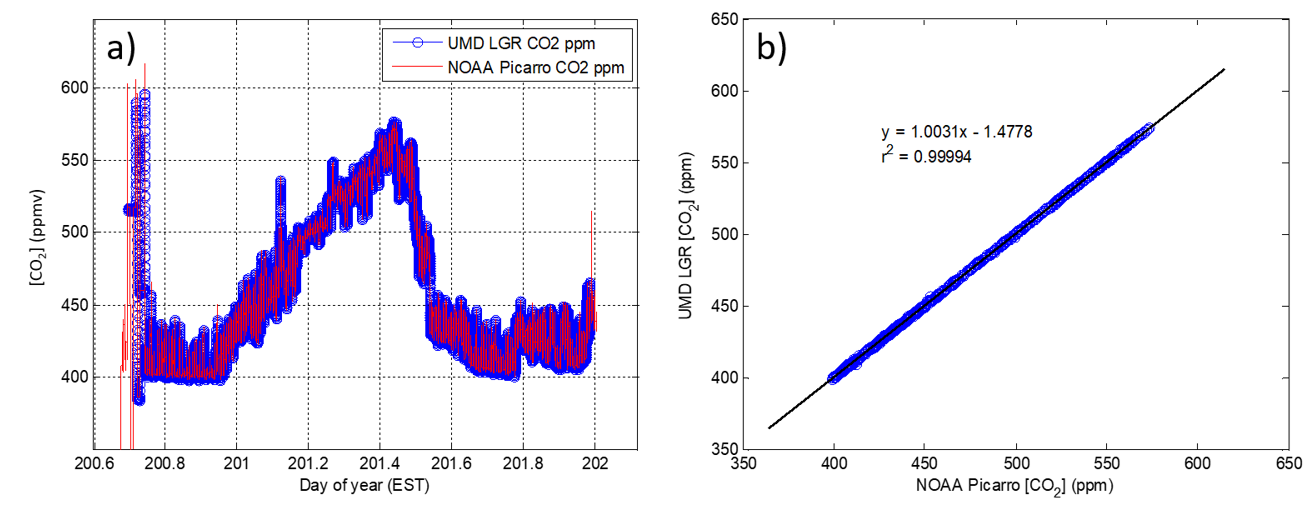 a)
UMD LGR CO2 ppm
NOAA Picarro CO2 ppm
600
550
500
450
400
[CO2] (ppmv)
200.6 200.8 201 201.2 201.4 201.6 201.8 202
Day of year (EST)
b)
y = 1.0031x - 1.4778
r2 = 0.99994
650
600
550
500
450
400
350
UMD LGR [CO2] (ppm)
350 400 450 500 550 600 650
NOAA Picarro [CO2] (ppm)